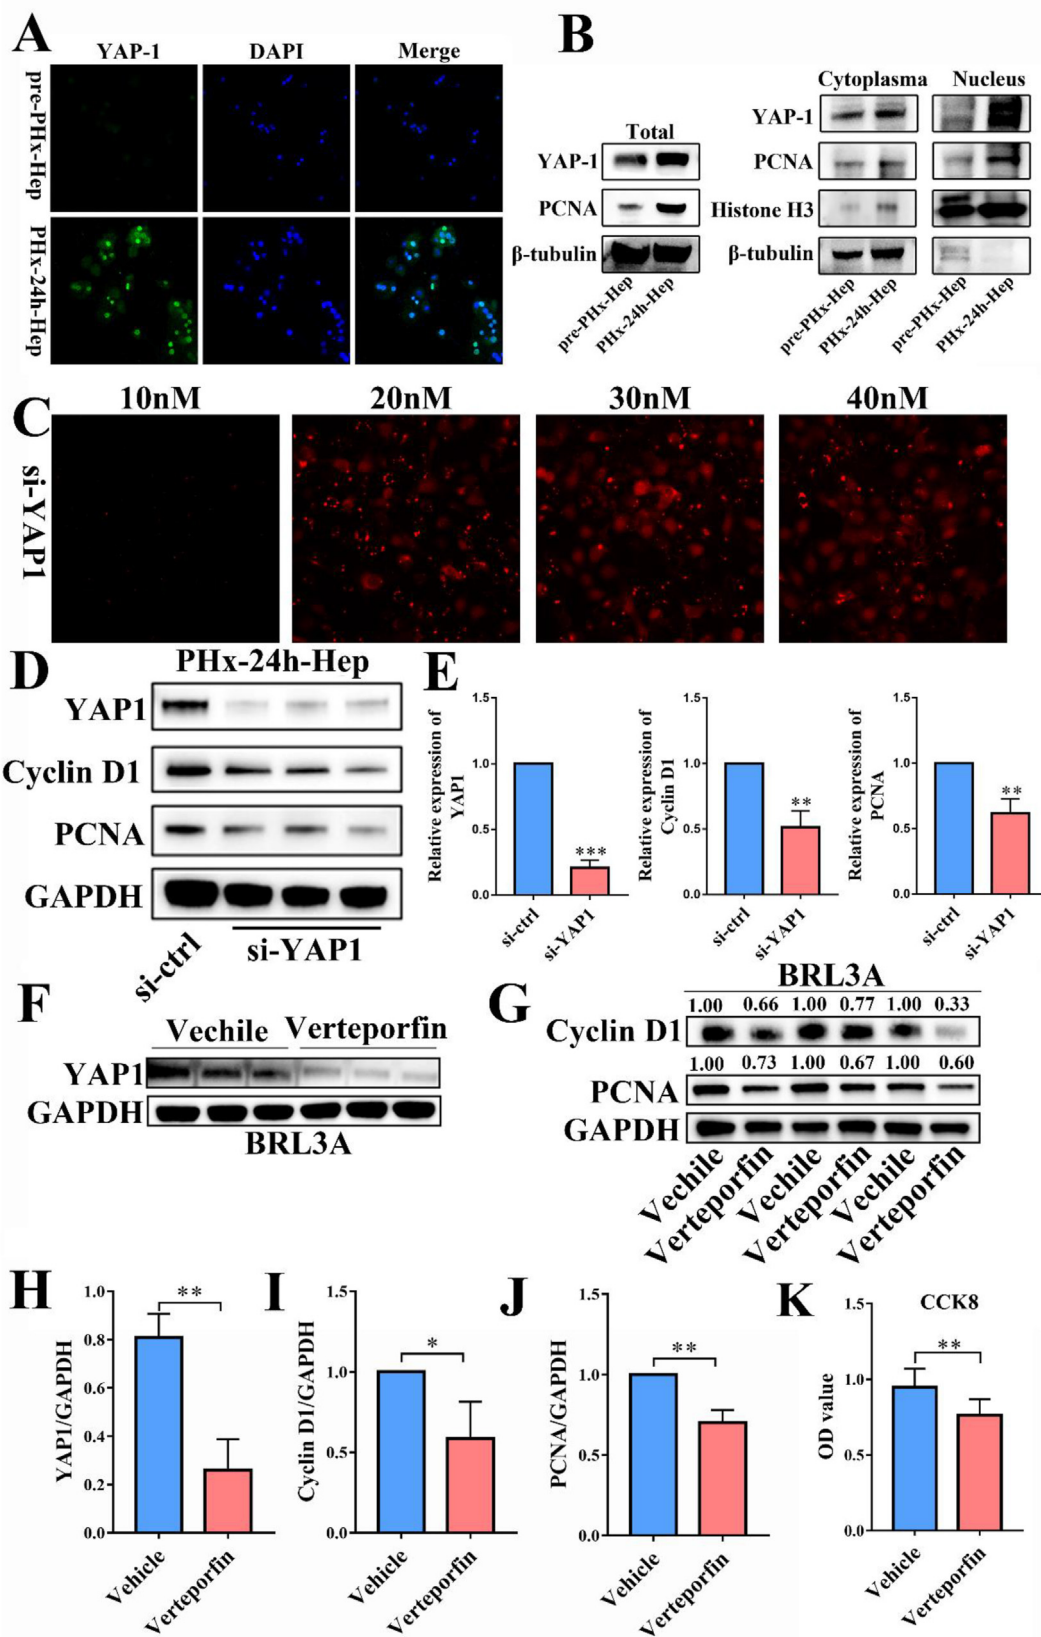 A
YAP-1 DAPI Merge
pre-PHx-Hep
PHx-24h-Hep
B
Total
YAP-1
PCNA
β-tubulin
pre-PHx-Hep
PHx-24h-Hep
Cytoplasma Nucleus
YAP-1
PCNA
Histone H3
β-tubulin
pre-PHx-Hep
PHx-24h-Hep
pre-PHx-Hep
PHx-24h-Hep
C
10nM 20nM 30nM 40nM
si-YAP1
D
PHx-24h-Hep
YAP1
Cyclin D1
PCNA
GAPDH
si-ctrl
si-YAP1
E
Relative expression of
YAP1
1.5
1.0
0.5
0.0
***
si-ctrl
si-YAP1
Relative expression of
Cyclin D1
1.5
1.0
0.5
0.0
**
si-ctrl
si-YAP1
Relative expression of
PCNA
1.5
1.0
0.5
0.0
**
si-ctrl
si-YAP1
F
Vechile Verteporfin
YAP1
GAPDH
BRL3A
G
BRL3A
1.00 0.66 1.00 0.77 1.00 0.33
Cyclin D1
1.00 0.73 1.00 0.67 1.00 0.60
PCNA
GAPDH
Vechile
Verteporfin
Vechile
Verteporfin
Vechile
Verteporfin
H
YAP1/GAPDH
1.0
0.8
0.6
0.4
0.2
0.0
**
Vehicle
Verteporfin
I
Cyclin D1/GAPDH
1.5
1.0
0.5
0.0
*
Vehicle
Verteporfin
J
PCNA/GAPDH
1.5
1.0
0.5
0.0
**
Vehicle
Verteporfin
K
CCK8
OD value
1.5
1.0
0.5
0.0
**
Vehicle
Verteporfin